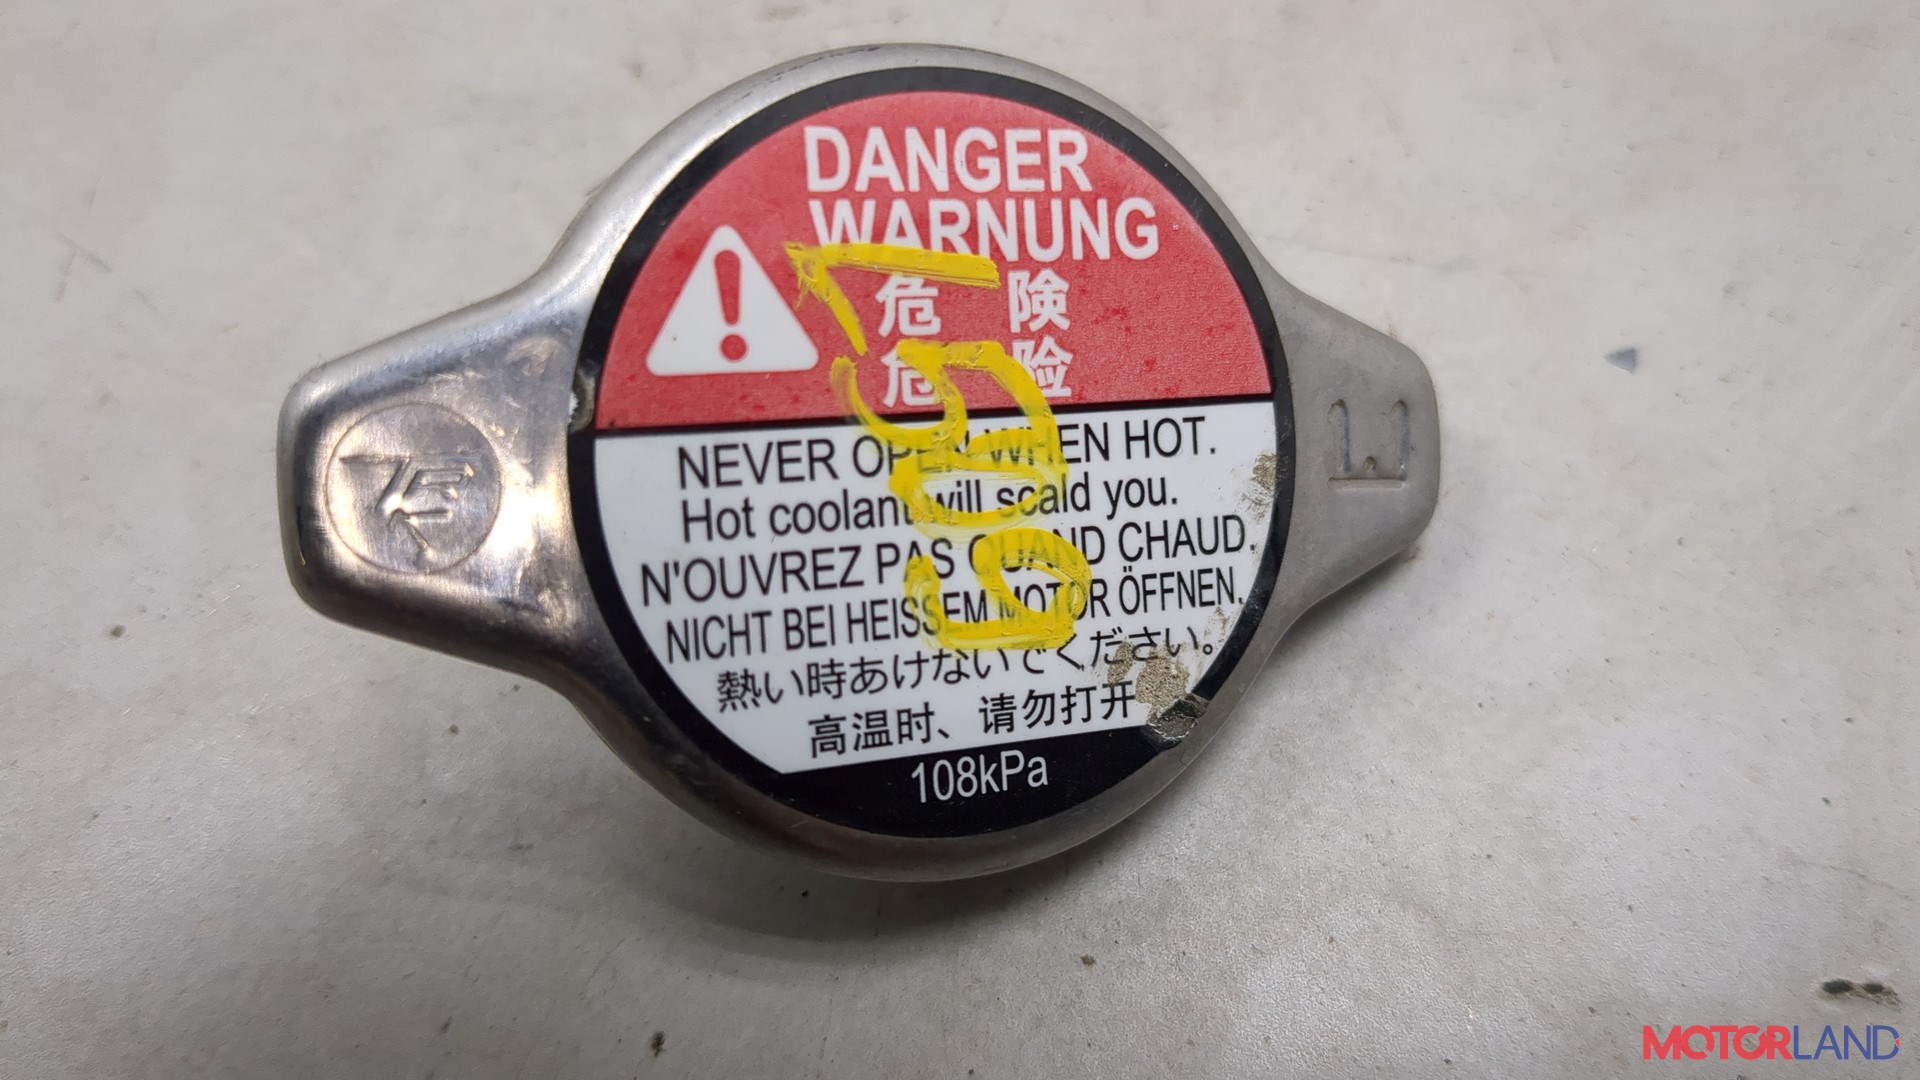 DANGER
WARNUNG
危 険
危 险
NEVER OPEN WHEN HOT.
Hot coolant will scald you.
N'OUVREZ PAS QUAND CHAUD.
NICHT BEI HEISSEM MOTOR ÖFFNEN.
熱い時あけないでください。
高温时、请勿打开
108kPa
MOTORLAND